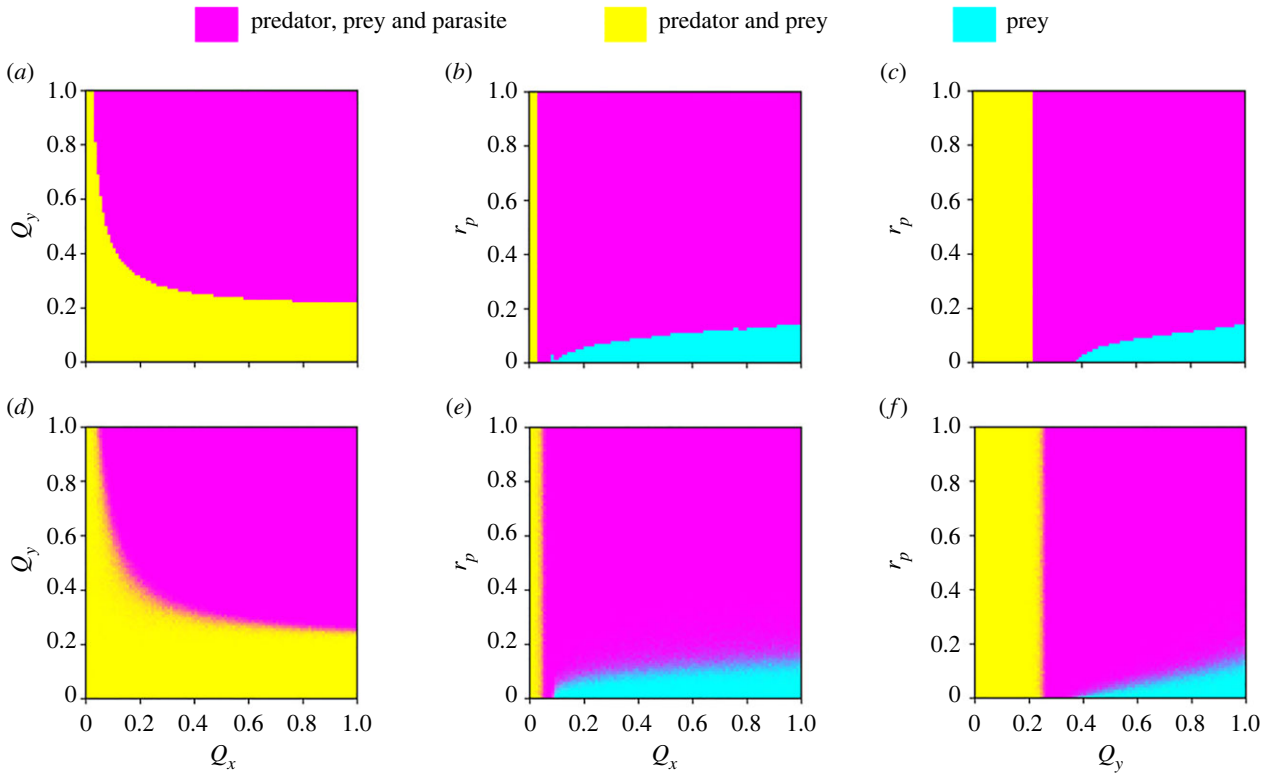 predator, prey and parasite predator and prey prey
(a) (b) (c)
1.0 1.0 1.0
0.8 0.8 0.8
0.6 0.6 0.6
Q_y r_p r_p
0.4 0.4 0.4
0.2 0.2 0.2
0 0 0
(d) (e) (f)
1.0 1.0 1.0
0.8 0.8 0.8
0.6 0.6 0.6
Q_y r_p r_p
0.4 0.4 0.4
0.2 0.2 0.2
0 0 0
0 0.2 0.4 0.6 0.8 1.0 0 0.2 0.4 0.6 0.8 1.0 0 0.2 0.4 0.6 0.8 1.0
Q_x Q_x Q_y